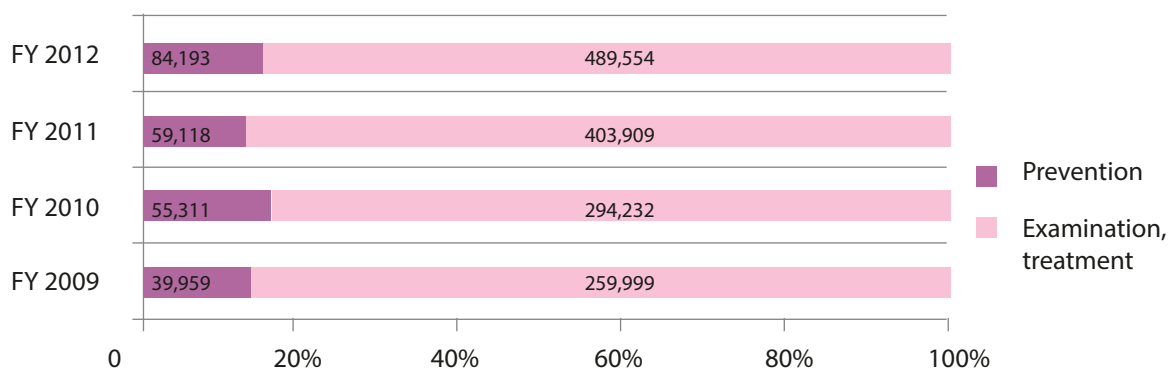 FY 2012
84,193
489,554
FY 2011
59,118
403,909
FY 2010
55,311
294,232
FY 2009
39,959
259,999
0
20%
40%
60%
80%
100%
Prevention
Examination,
treatment